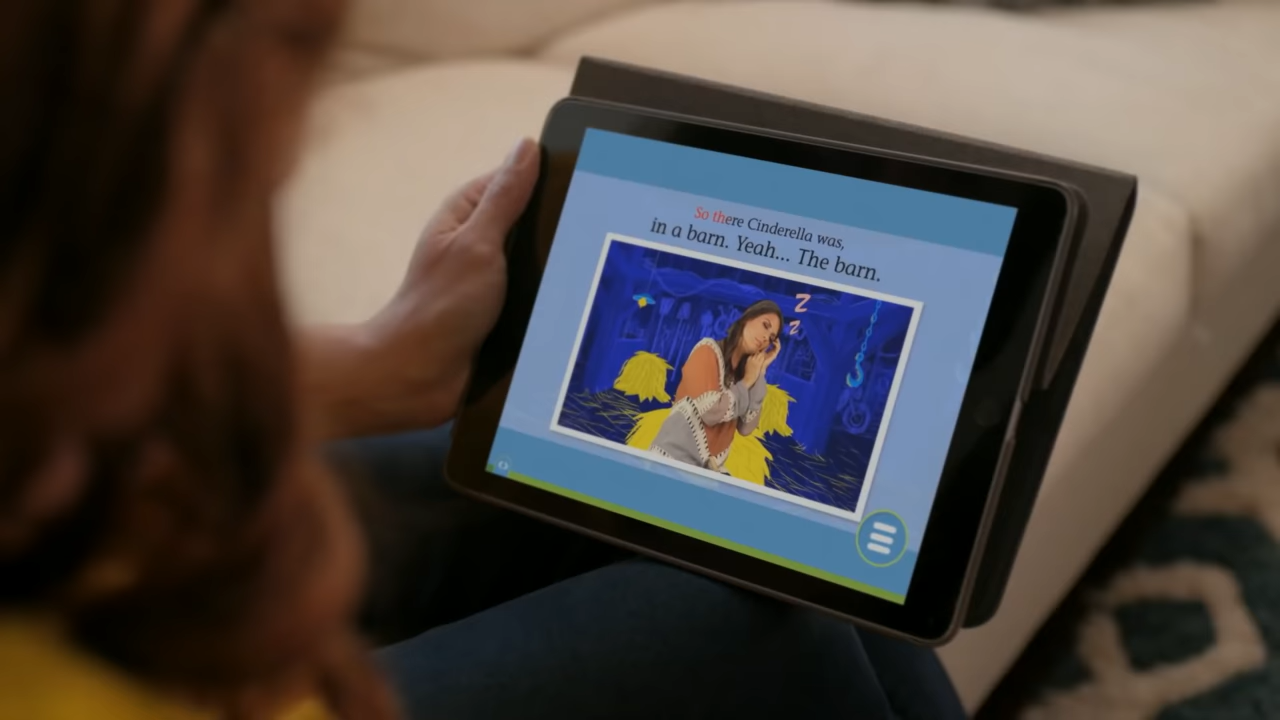 So there Cinderella was,
in a barn. Yeah... The barn.
Z
Z